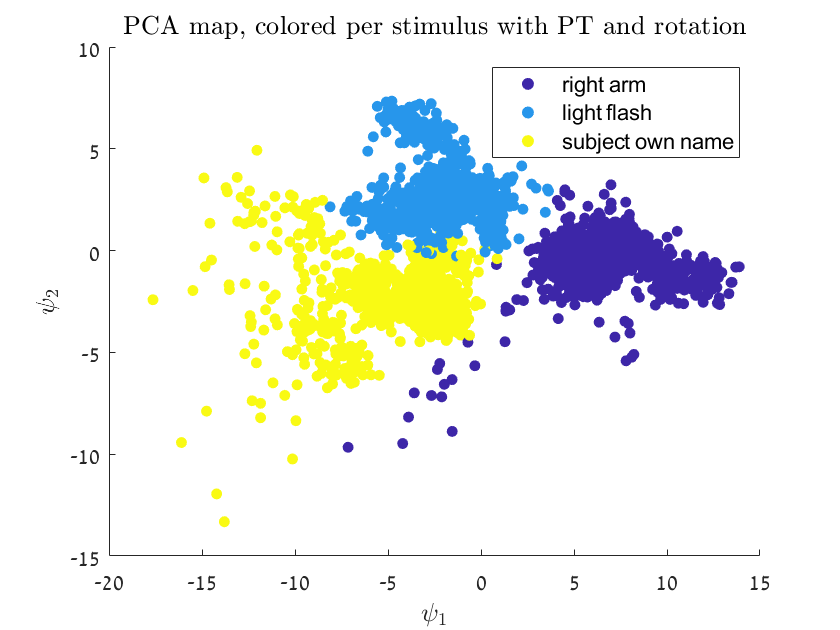 PCA map, colored per stimulus with PT and rotation
right arm
light flash
subject own name
10
5
0
-5
-10
-15
-20 -15 -10 -5 0 5 10 15
ψ1
ψ2